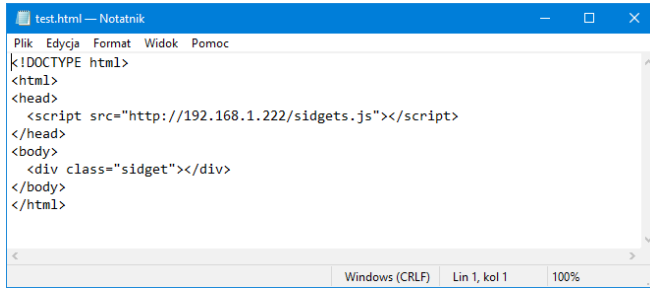 test.html — Notatnik
Plik Edycja Format Widok Pomoc
<!DOCTYPE html>
<html>
<head>
  <script src="http://192.168.1.222/sidgets.js"></script>
</head>
<body>
  <div class="sidget"></div>
</body>
</html>
Windows (CRLF) Lin 1, kol 1 100%